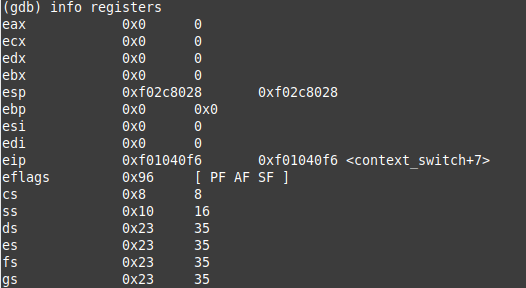 (gdb) info registers
eax 0x0 0
ecx 0x0 0
edx 0x0 0
ebx 0x0 0
esp 0xf02c8028 0xf02c8028
ebp 0x0 0x0
esi 0x0 0
edi 0x0 0
eip 0xf01040f6 0xf01040f6 <context_switch+7>
eflags 0x96 [ PF AF SF ]
cs 0x8 8
ss 0x10 16
ds 0x23 35
es 0x23 35
fs 0x23 35
gs 0x23 35